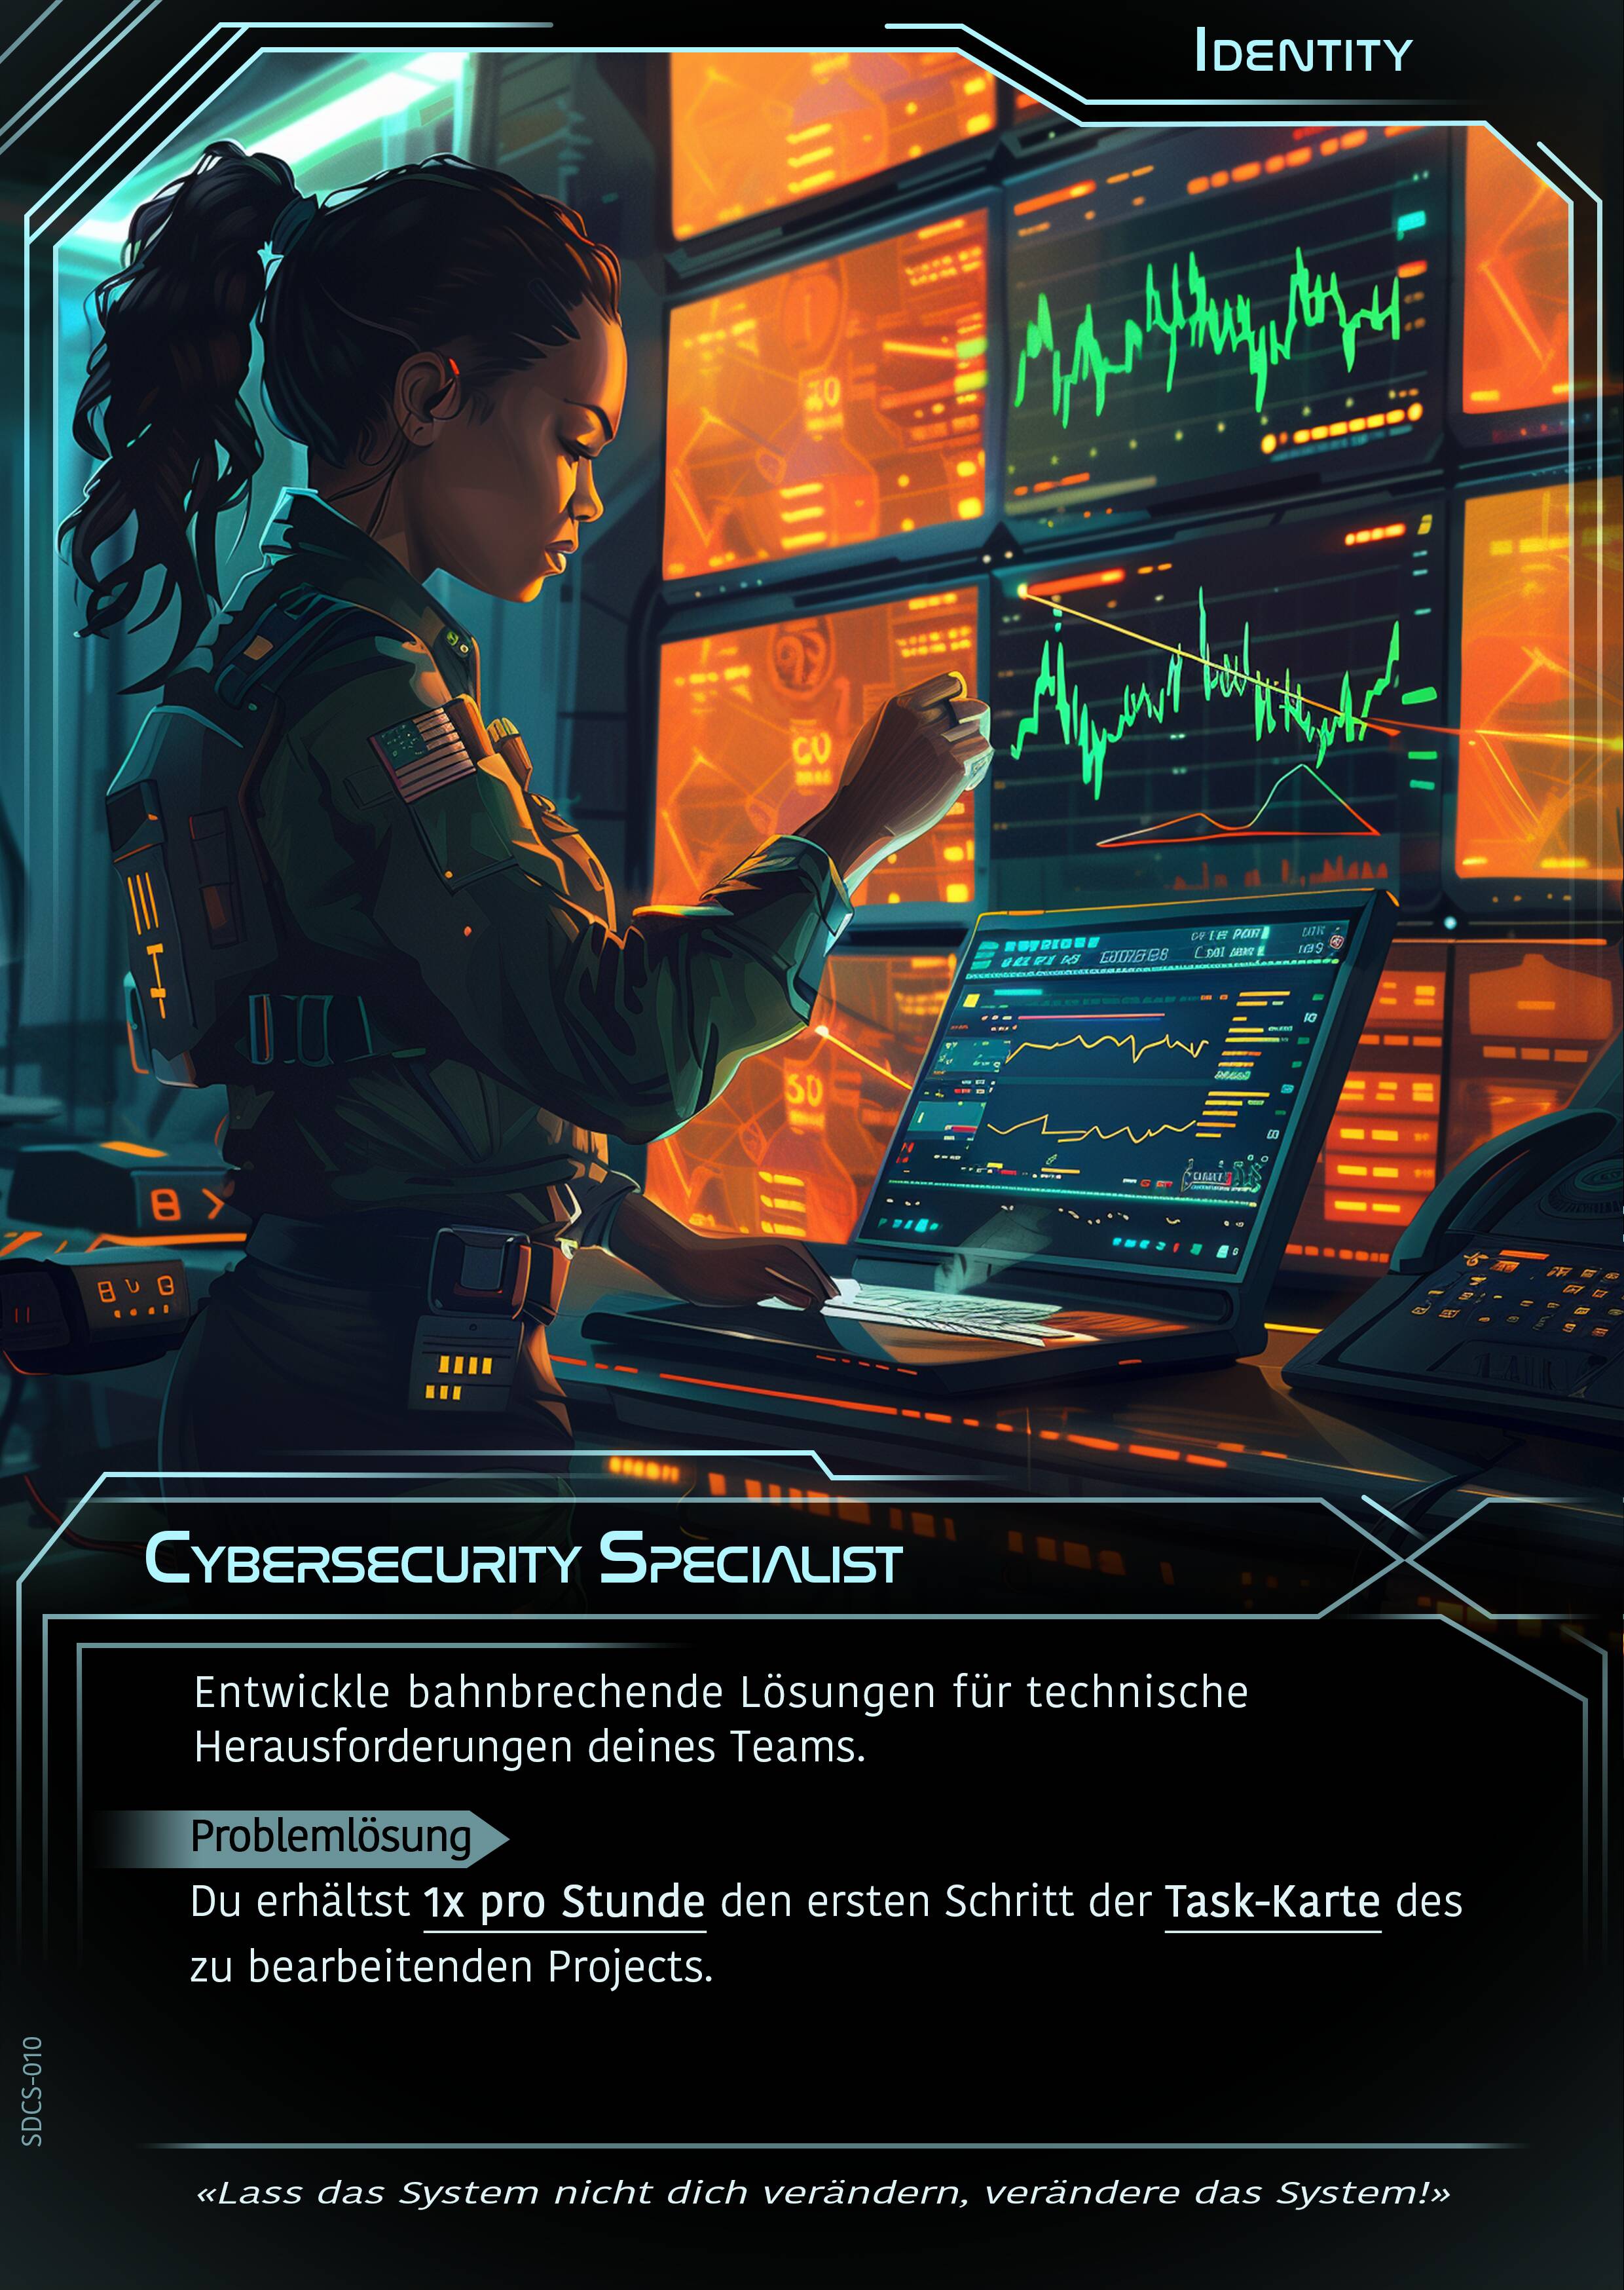 Identity
Cybersecurity Specialist
Entwickle bahnbrechende Lösungen für technische
Herausforderungen deines Teams.
Problemlösung
Du erhältst 1x pro Stunde den ersten Schritt der Task-Karte des
zu bearbeitenden Projects.
SDCS-010
«Lass das System nicht dich verändern, verändere das System!»